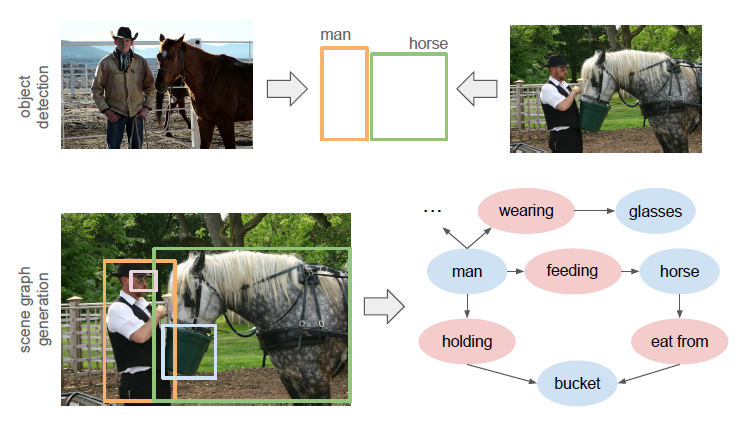 man
horse
object
detection
...
wearing
glasses
man
feeding
horse
scene graph
generation
holding
eat from
bucket